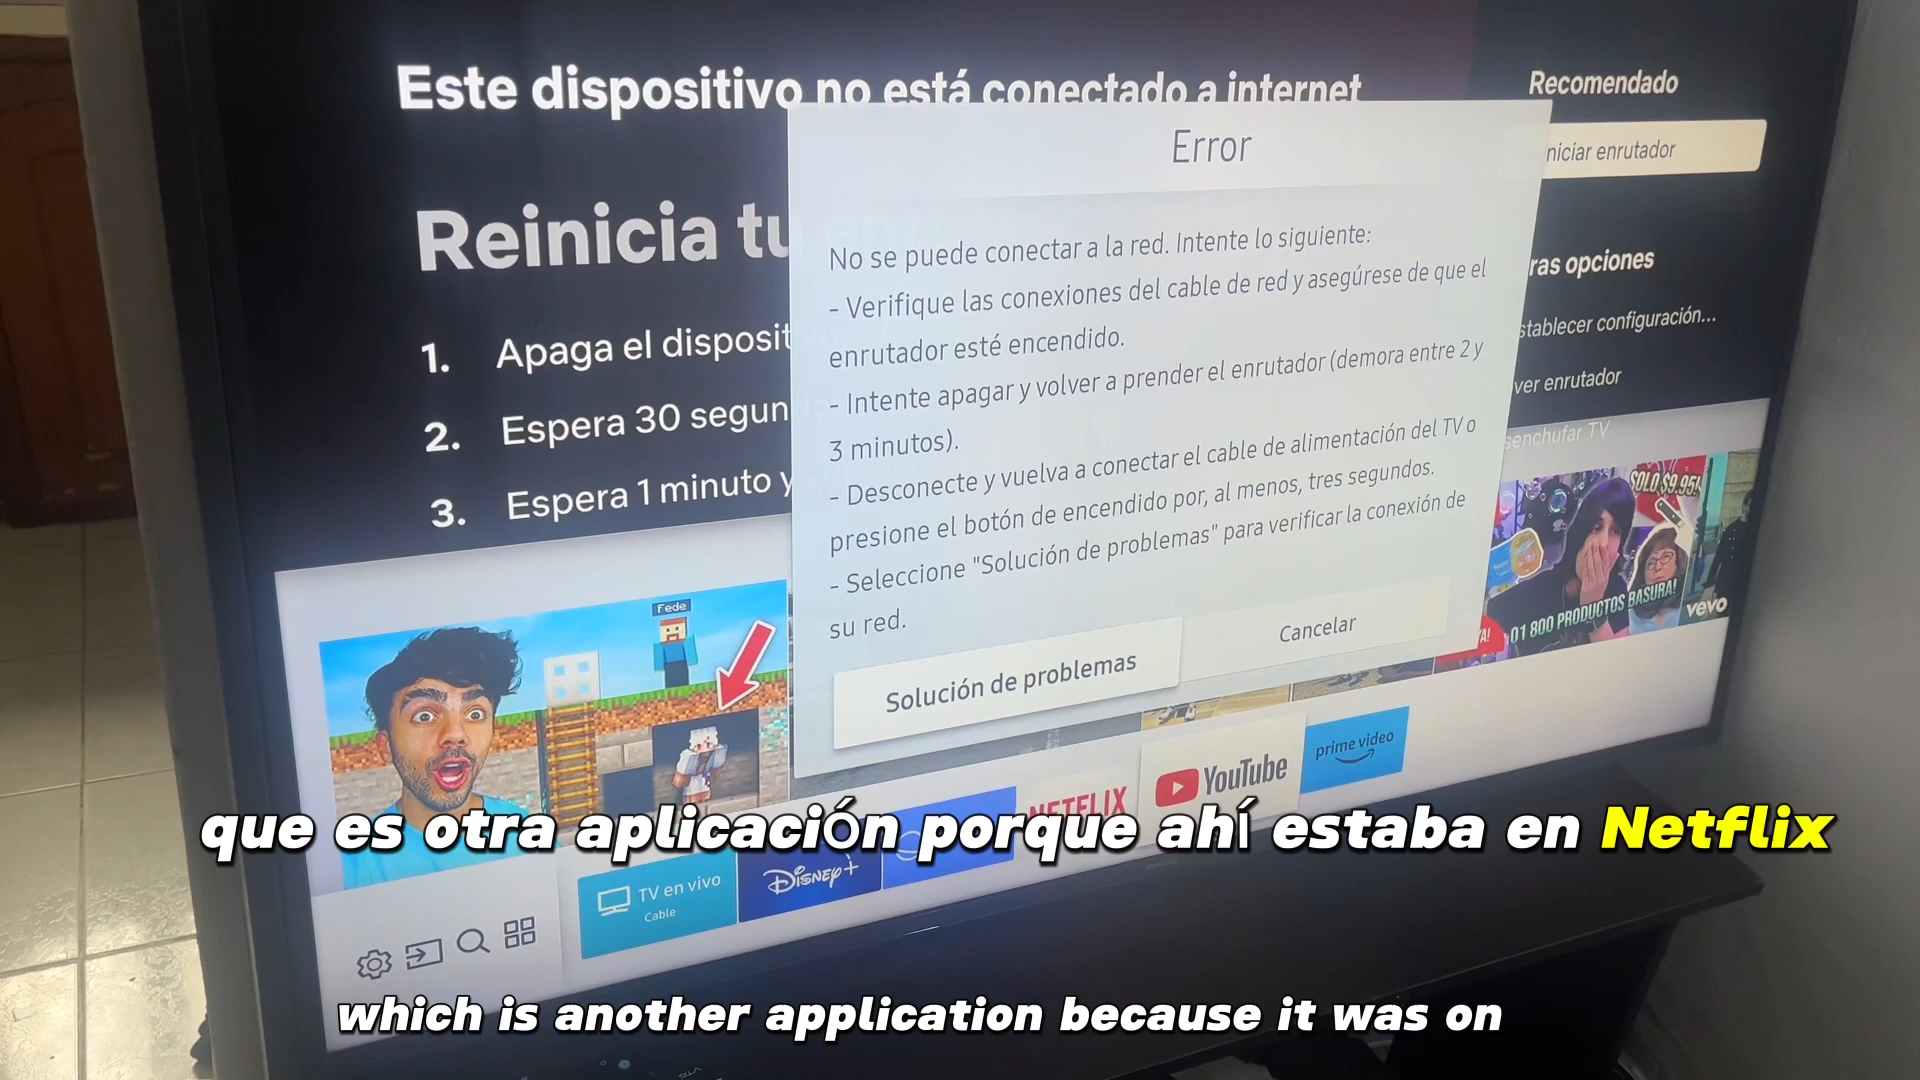 Este dispositivo no está conectado a internet
Recomendado
Error
niciar enrutador
Reinicia tu
No se puede conectar a la red. Intente lo siguiente:
- Verifique las conexiones del cable de red y asegúrese de que el
enrutador esté encendido.
- Intente apagar y volver a prender el enrutador (demora entre 2 y
3 minutos).
- Desconecte y vuelva a conectar el cable de alimentación del TV o
presione el botón de encendido por, al menos, tres segundos.
- Seleccione "Solución de problemas" para verificar la conexión de
su red.
Solución de problemas
Cancelar
ras opciones
stablecer configuración...
ver enrutador
senchufar TV
1. Apaga el disposit
2. Espera 30 segun
3. Espera 1 minuto y
Fede
SOLO $9.95!
01 800 PRODUCTOS BASURA!
vevo
NETFLIX
YouTube
prime video
que es otra aplicación porque ahí estaba en Netflix
TV en vivo
Cable
Disney+
which is another application because it was on